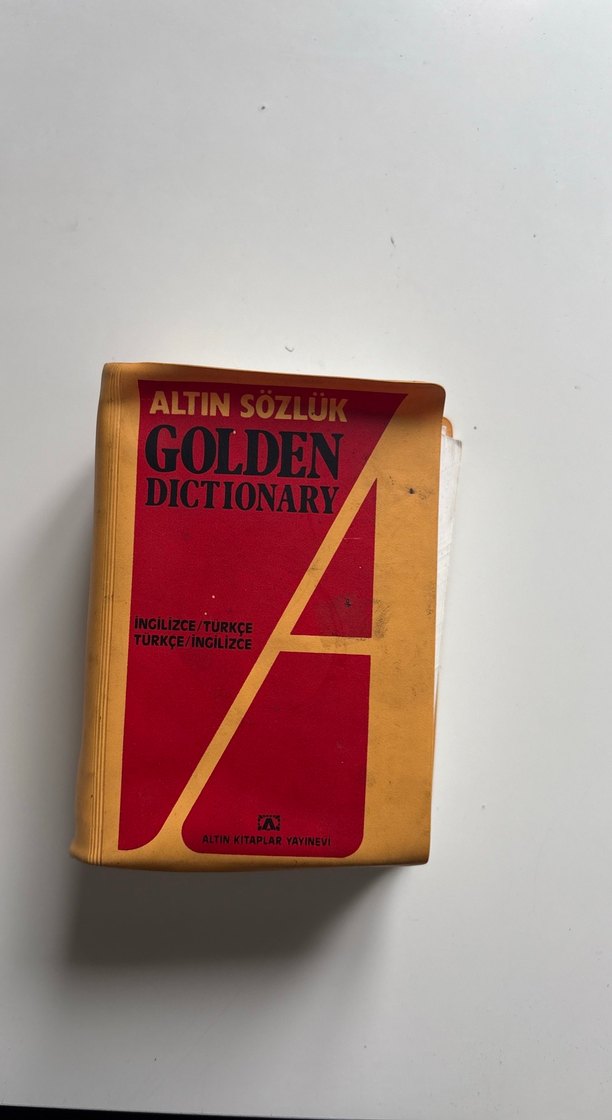 ALTIN SÖZLÜK
GOLDEN
DICTIONARY
İNGİLİZCE/TÜRKÇE
TÜRKÇE/İNGİLİZCE
ALTIN KİTAPLAR YAYINEVİ